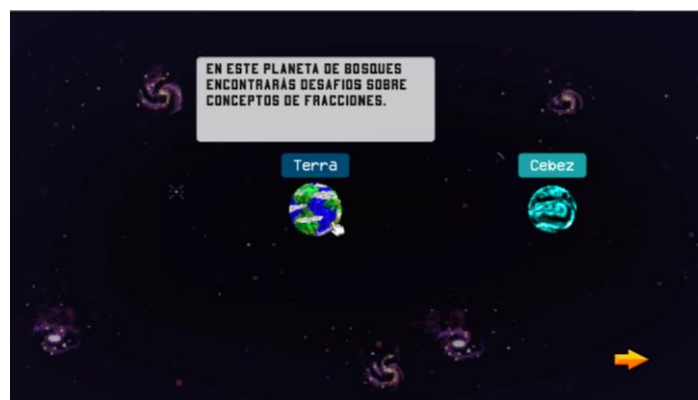 EN ESTE PLANETA DE BOSQUES
ENCONTRARÁS DESAFIOS SOBRE
CONCEPTOS DE FRACCIONES.
Terra
Cebez